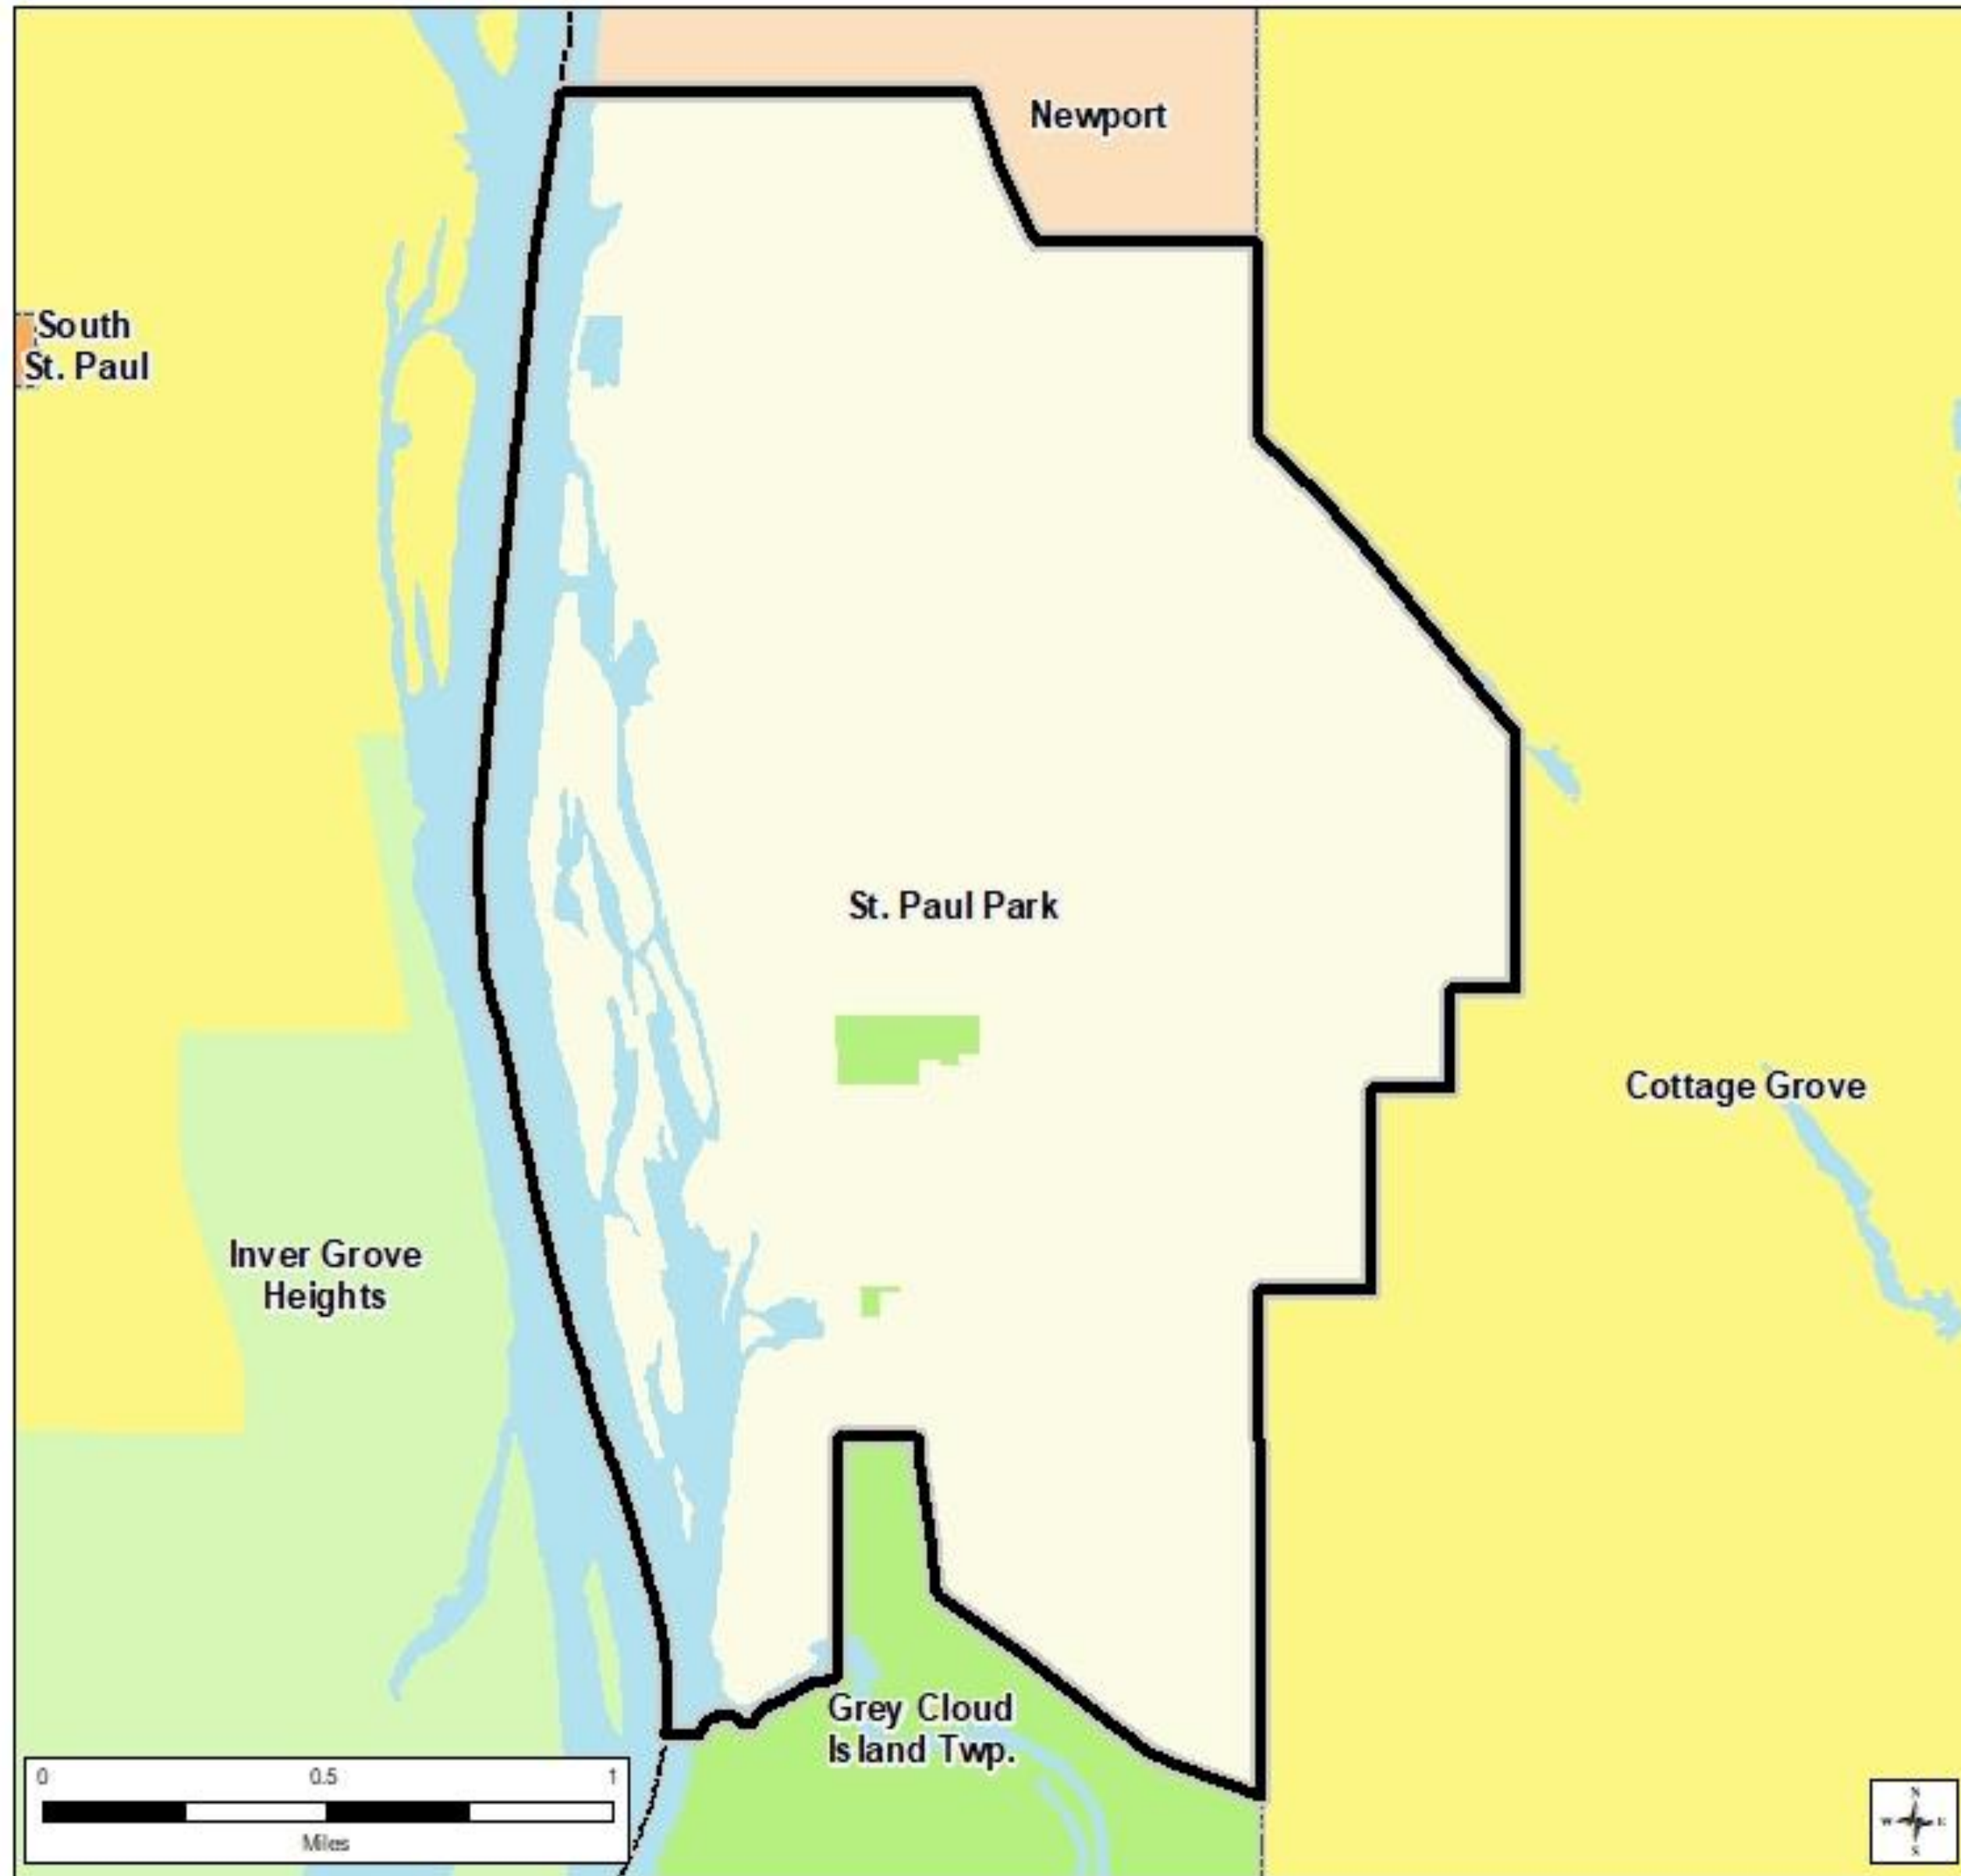 Newport
South
St. Paul
St. Paul Park
Cottage Grove
Inver Grove
Heights
Grey Cloud
Island Twp.
0 0.5 1
Miles
N
W E
S